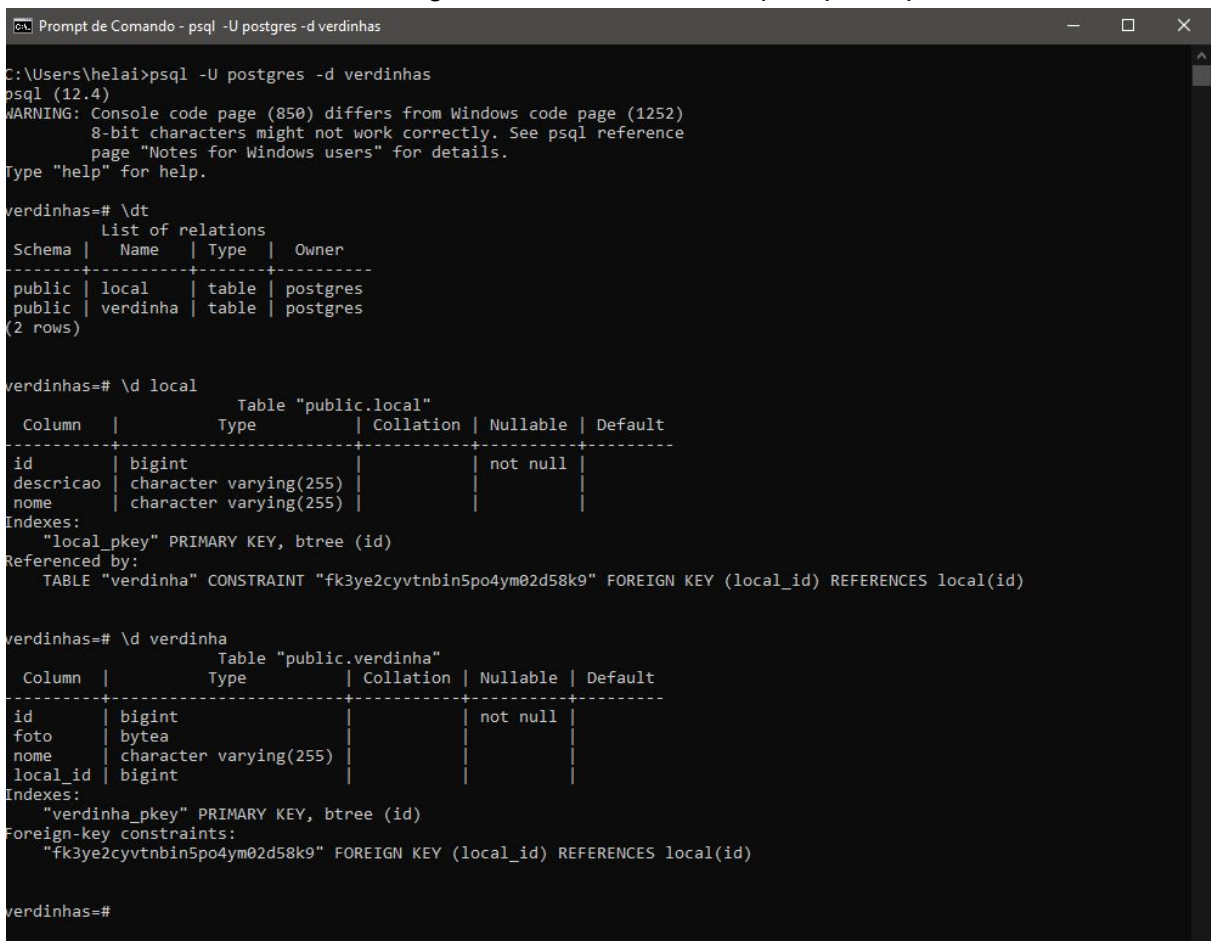 Prompt de Comando - psql -U postgres -d verdinhas
C:\Users\helai>psql -U postgres -d verdinhas
psql (12.4)
WARNING: Console code page (850) differs from Windows code page (1252)
         8-bit characters might not work correctly. See psql reference
         page "Notes for Windows users" for details.
Type "help" for help.
verdinhas=# \dt
          List of relations
 Schema |   Name   | Type  |  Owner
--------+----------+-------+----------
 public | local    | table | postgres
 public | verdinha | table | postgres
(2 rows)
verdinhas=# \d local
                        Table "public.local"
  Column   |          Type          | Collation | Nullable | Default
-----------+------------------------+-----------+----------+---------
 id        | bigint                 |           | not null |
 descricao | character varying(255) |           |          |
 nome      | character varying(255) |           |          |
Indexes:
    "local_pkey" PRIMARY KEY, btree (id)
Referenced by:
    TABLE "verdinha" CONSTRAINT "fk3ye2cyvtnbin5po4ym02d58k9" FOREIGN KEY (local_id) REFERENCES local(id)
verdinhas=# \d verdinha
                      Table "public.verdinha"
  Column  |          Type          | Collation | Nullable | Default
----------+------------------------+-----------+----------+---------
 id       | bigint                 |           | not null |
 foto     | bytea                  |           |          |
 nome     | character varying(255) |           |          |
 local_id | bigint                 |           |          |
Indexes:
    "verdinha_pkey" PRIMARY KEY, btree (id)
Foreign-key constraints:
    "fk3ye2cyvtnbin5po4ym02d58k9" FOREIGN KEY (local_id) REFERENCES local(id)
verdinhas=#